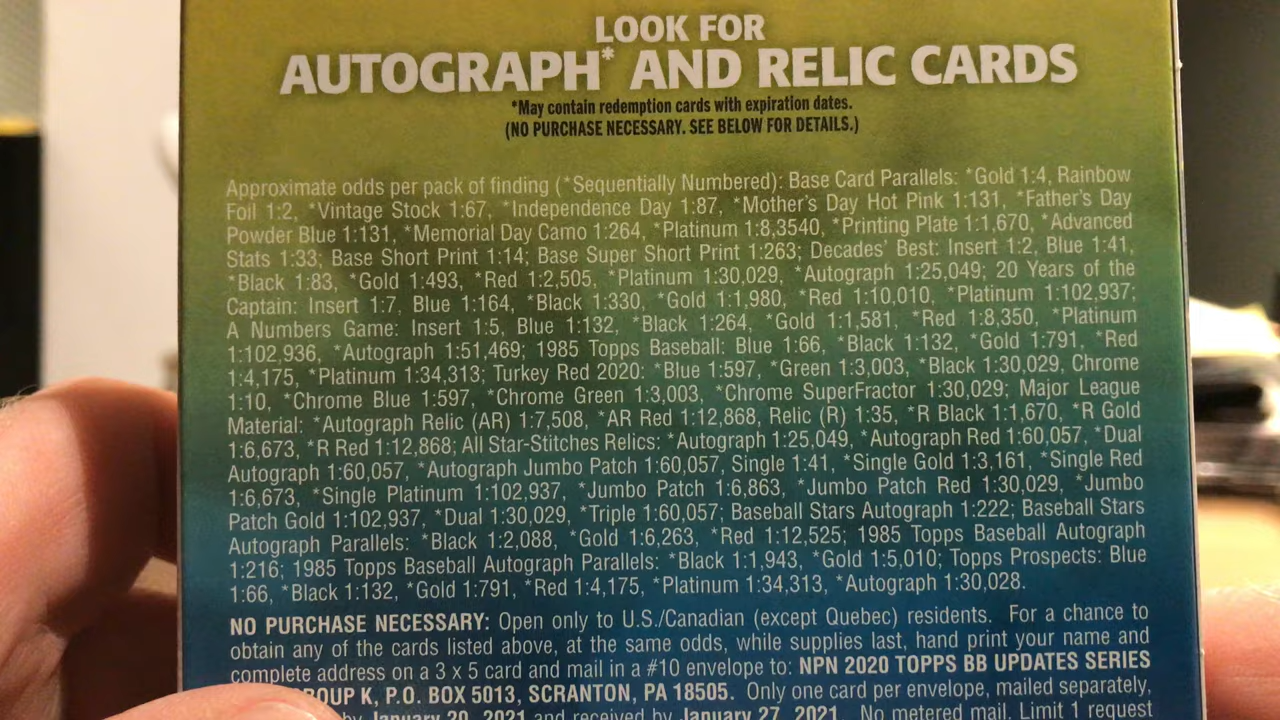 LOOK FOR
AUTOGRAPH* AND RELIC CARDS
*May contain redemption cards with expiration dates.
(NO PURCHASE NECESSARY. SEE BELOW FOR DETAILS.)
Approximate odds per pack of finding (*Sequentially Numbered): Base Card Parallels: *Gold 1:4, Rainbow
Foil 1:2, *Vintage Stock 1:67, *Independence Day 1:87, *Mother's Day Hot Pink 1:131, *Father's Day
Powder Blue 1:131, *Memorial Day Camo 1:264, *Platinum 1:8,3540, *Printing Plate 1:1,670, *Advanced
Stats 1:33; Base Short Print 1:14; Base Super Short Print 1:263; Decades' Best: Insert 1:2, Blue 1:41,
*Black 1:83, *Gold 1:493, *Red 1:2,505, *Platinum 1:30,029, *Autograph 1:25,049; 20 Years of the
Captain: Insert 1:7, Blue 1:164, *Black 1:330, *Gold 1:1,980, *Red 1:10,010, *Platinum 1:102,937;
A Numbers Game: Insert 1:5, Blue 1:132, *Black 1:264, *Gold 1:1,581, *Red 1:8,350, *Platinum
1:102,936, *Autograph 1:51,469; 1985 Topps Baseball: Blue 1:66, *Black 1:132, *Gold 1:791, *Red
1:4,175, *Platinum 1:34,313; Turkey Red 2020: *Blue 1:597, *Green 1:3,003, *Black 1:30,029, Chrome
1:10, *Chrome Blue 1:597, *Chrome Green 1:3,003, *Chrome SuperFractor 1:30,029; Major League
Material: *Autograph Relic (AR) 1:7,508, *AR Red 1:12,868, Relic (R) 1:35, *R Black 1:1,670, *R Gold
1:6,673, *R Red 1:12,868; All Star-Stitches Relics: *Autograph 1:25,049, *Autograph Red 1:60,057, *Dual
Autograph 1:60,057, *Autograph Jumbo Patch 1:60,057, Single 1:41, *Single Gold 1:3,161, *Single Red
1:6,673, *Single Platinum 1:102,937, *Jumbo Patch 1:6,863, *Jumbo Patch Red 1:30,029, *Jumbo
Patch Gold 1:102,937, *Dual 1:30,029, *Triple 1:60,057; Baseball Stars Autograph 1:222; Baseball Stars
Autograph Parallels: *Black 1:2,088, *Gold 1:6,263, *Red 1:12,525; 1985 Topps Baseball Autograph
1:216; 1985 Topps Baseball Autograph Parallels: *Black 1:1,943, *Gold 1:5,010; Topps Prospects: Blue
1:66, *Black 1:132, *Gold 1:791, *Red 1:4,175, *Platinum 1:34,313, *Autograph 1:30,028.
NO PURCHASE NECESSARY: Open only to U.S./Canadian (except Quebec) residents. For a chance to
obtain any of the cards listed above, at the same odds, while supplies last, hand print your name and
complete address on a 3 x 5 card and mail in a #10 envelope to: NPN 2020 TOPPS BB UPDATES SERIES
K, P.O. BOX 5013, SCRANTON, PA 18505. Only one card per envelope, mailed separately,
by January 20, 2021 and received by January 27, 2021. No metered mail. Limit 1 request